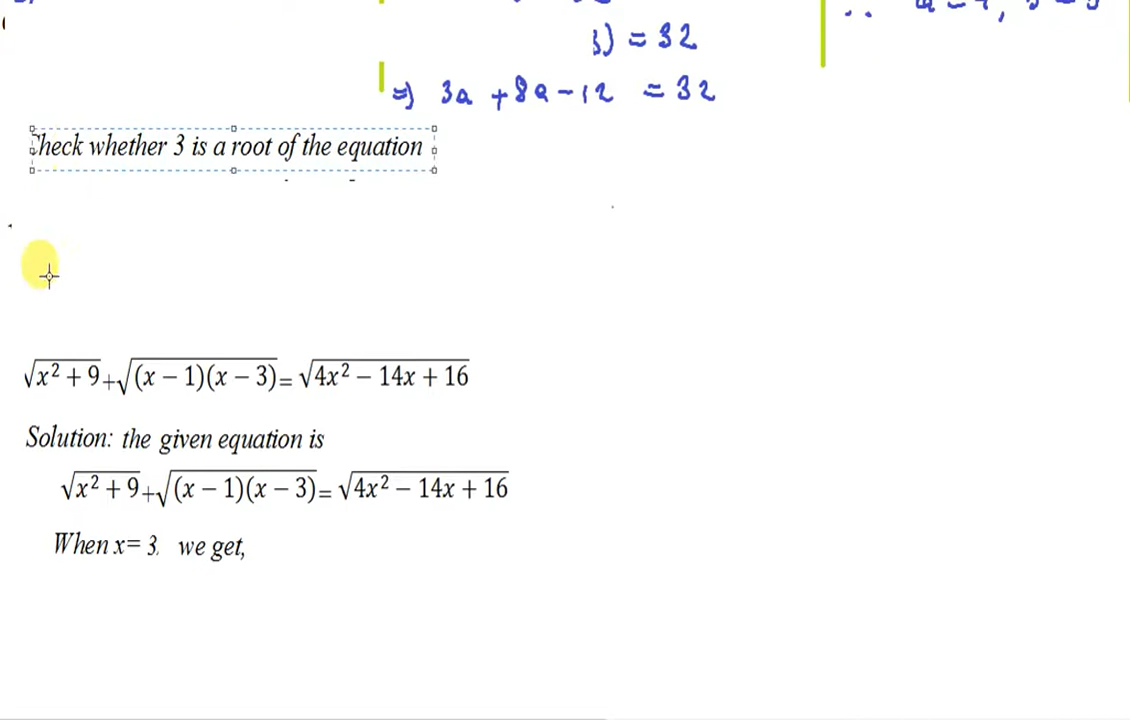 3) = 32
=> 3a + 8a - 12 = 32
Check whether 3 is a root of the equation
√x² + 9 + √(x − 1)(x − 3) = √4x² − 14x + 16
Solution: the given equation is
√x² + 9 + √(x − 1)(x − 3) = √4x² − 14x + 16
When x= 3, we get,